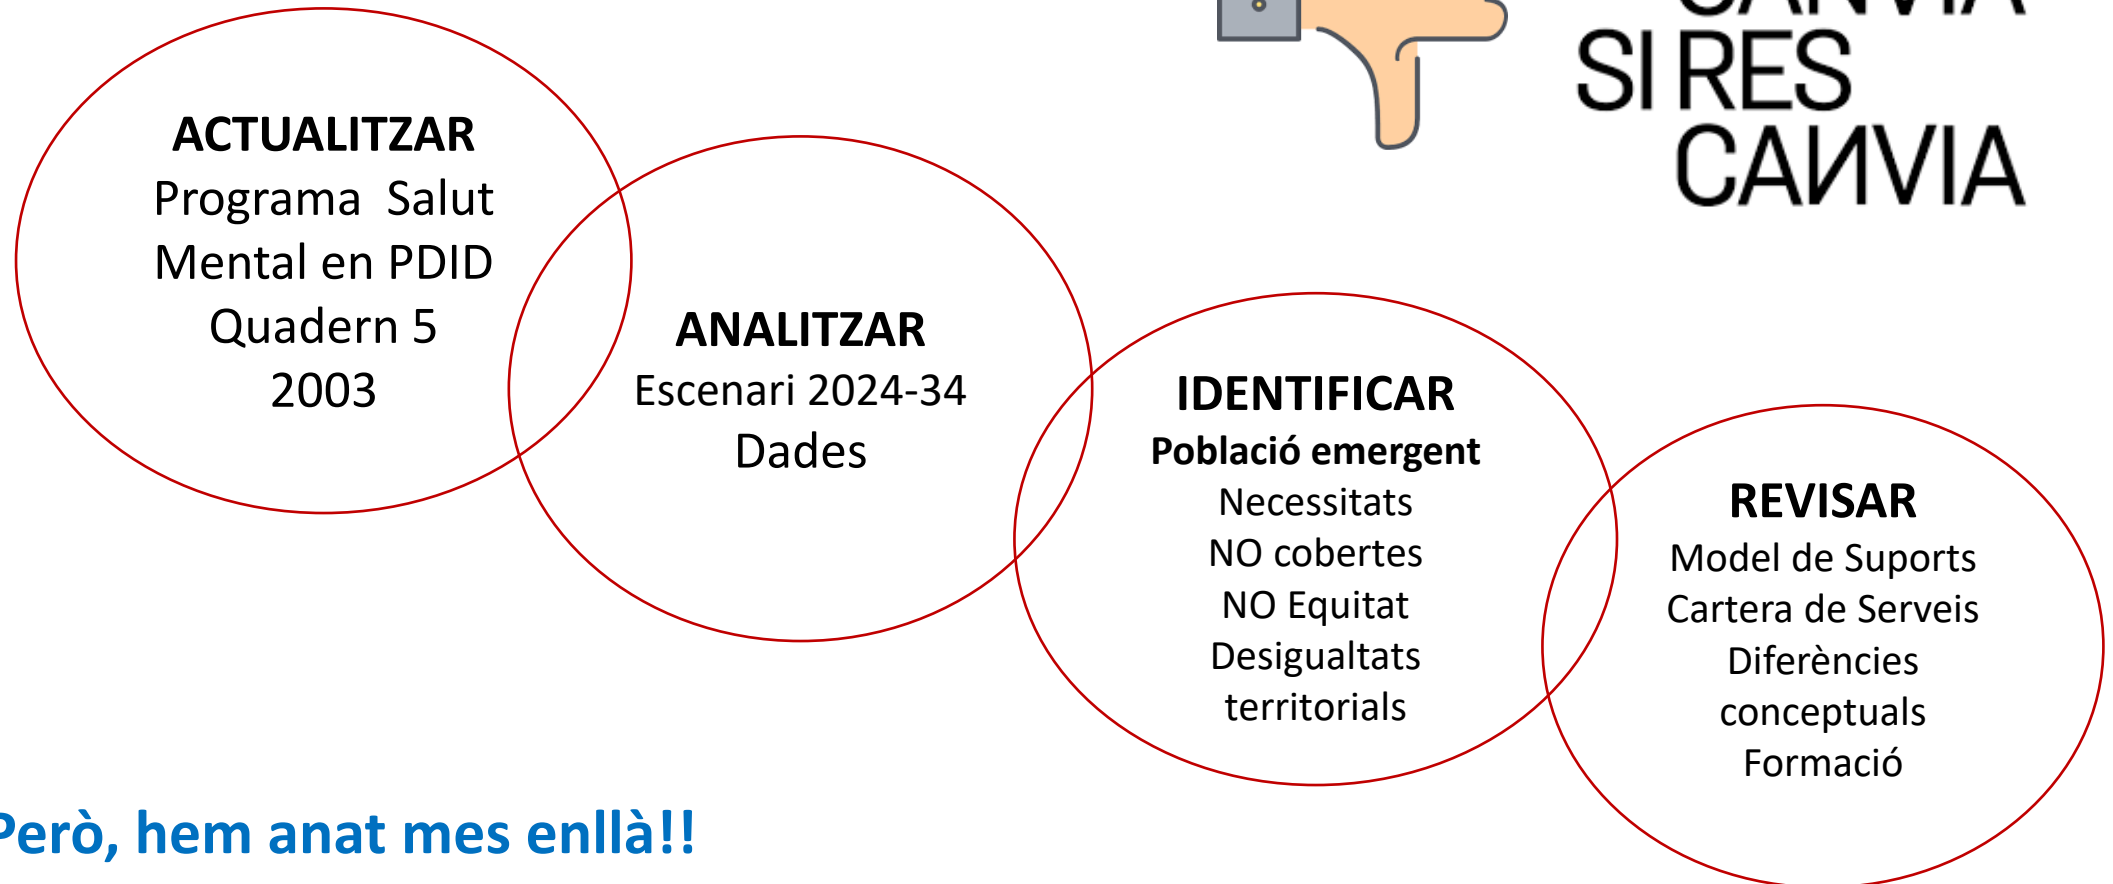 CANVIA
SI RES
CANVIA
ACTUALITZAR
Programa Salut
Mental en PDID
Quadern 5
2003
ANALITZAR
Escenari 2024-34
Dades
IDENTIFICAR
Població emergent
Necessitats
NO cobertes
NO Equitat
Desigualtats
territorials
REVISAR
Model de Suports
Cartera de Serveis
Diferències
conceptuals
Formació
Però, hem anat mes enllà!!